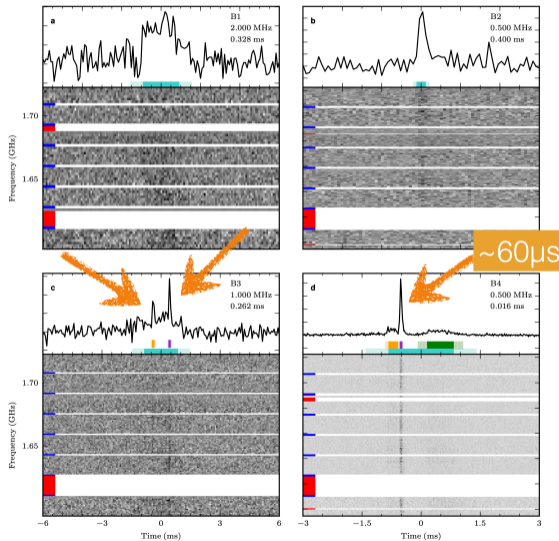 a
B1
2.000 MHz
0.328 ms
b
B2
0.500 MHz
0.400 ms
1.70
1.65
Frequency (GHz)
~60μs
c
B3
1.000 MHz
0.262 ms
d
B4
0.500 MHz
0.016 ms
1.70
1.65
Frequency (GHz)
−6
−3
0
3
6
−3
−1.5
0
1.5
3
Time (ms)
Time (ms)